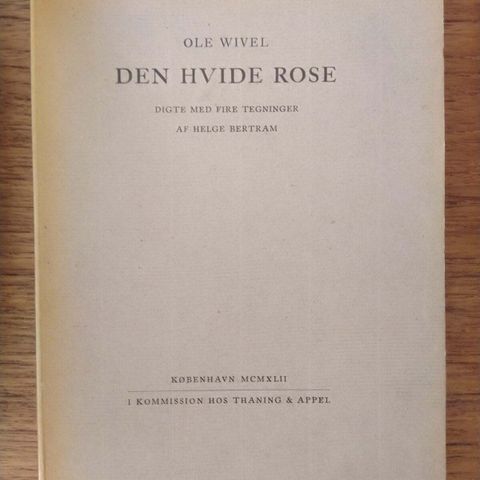 OLE WIVEL
DEN HVIDE ROSE
DIGTE MED FIRE TEGNINGER
AF HELGE BERTRAM
KØBENHAVN MCMXLII
I KOMMISSION HOS THANING & APPEL